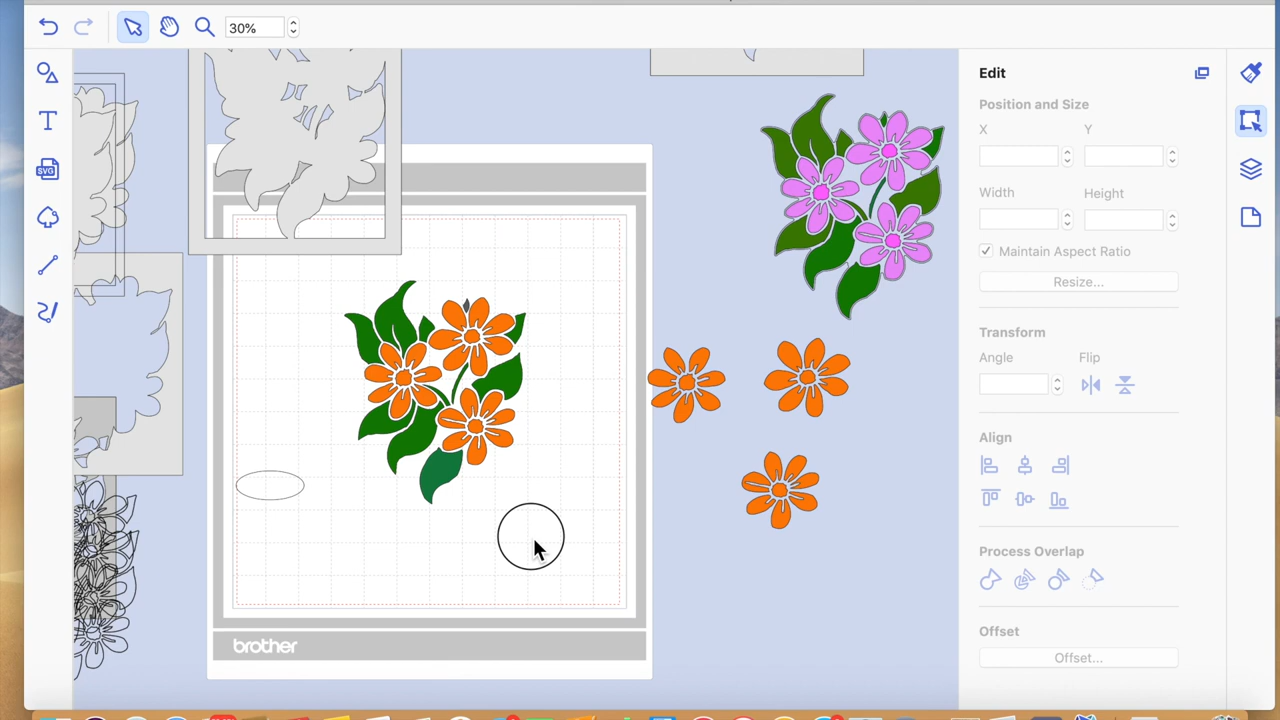 30%
Edit
Position and Size
X Y
Width Height
Maintain Aspect Ratio
Resize...
Transform
Angle Flip
Align
Process Overlap
Offset
Offset...
T
SVG
brother